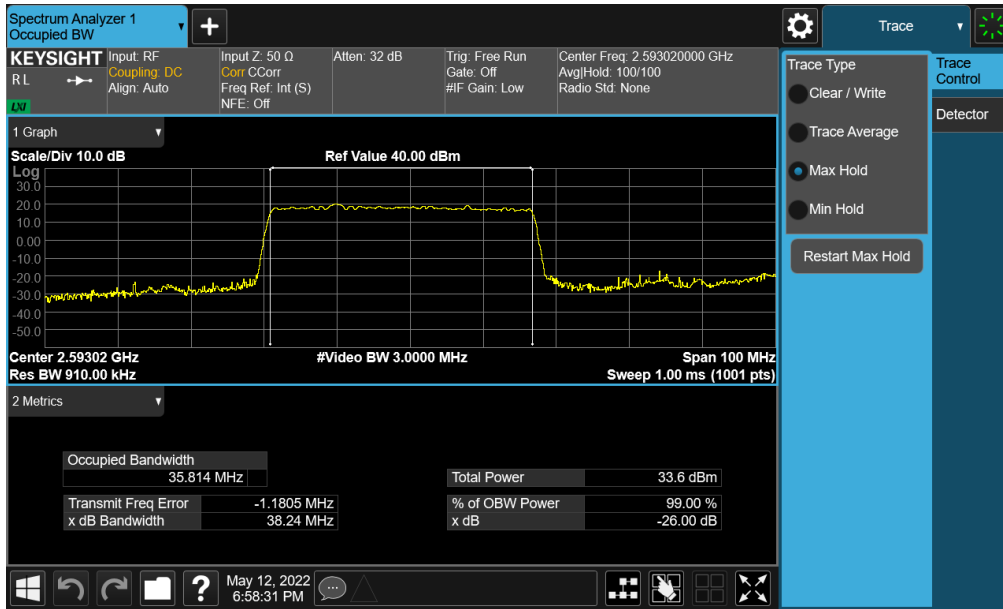 Spectrum Analyzer 1
Occupied BW
+
Trace
KEYSIGHT
R L
LXI
Input: RF
Coupling: DC
Align: Auto
Input Z: 50 Ω
Corr CCorr
Freq Ref: Int (S)
NFE: Off
Atten: 32 dB
Trig: Free Run
Gate: Off
#IF Gain: Low
Center Freq: 2.593020000 GHz
Avg|Hold: 100/100
Radio Std: None
Trace Type
Clear / Write
Trace Average
Max Hold
Min Hold
Restart Max Hold
Trace
Control
Detector
1 Graph
Scale/Div 10.0 dB
Ref Value 40.00 dBm
Log
30.0
20.0
10.0
0.00
-10.0
-20.0
-30.0
-40.0
-50.0
Center 2.59302 GHz
#Video BW 3.0000 MHz
Span 100 MHz
Res BW 910.00 kHz
Sweep 1.00 ms (1001 pts)
2 Metrics
Occupied Bandwidth
35.814 MHz
Total Power 33.6 dBm
Transmit Freq Error -1.1805 MHz
% of OBW Power 99.00 %
x dB Bandwidth 38.24 MHz
x dB -26.00 dB
?
May 12, 2022
6:58:31 PM